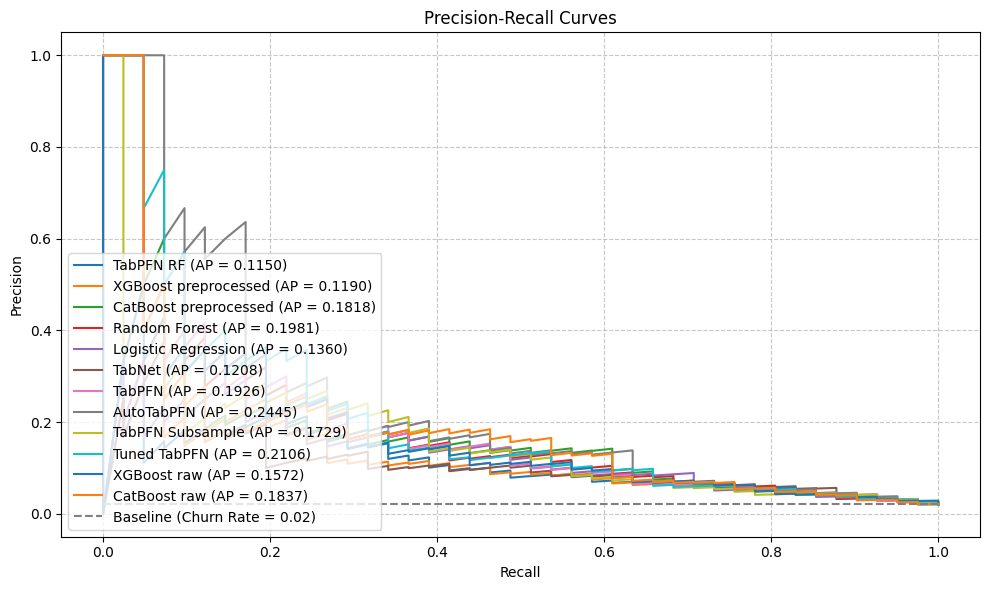 Precision-Recall Curves
1.0
0.8
0.6
0.4
0.2
0.0
Precision
TabPFN RF (AP = 0.1150)
XGBoost preprocessed (AP = 0.1190)
CatBoost preprocessed (AP = 0.1818)
Random Forest (AP = 0.1981)
Logistic Regression (AP = 0.1360)
TabNet (AP = 0.1208)
TabPFN (AP = 0.1926)
AutoTabPFN (AP = 0.2445)
TabPFN Subsample (AP = 0.1729)
Tuned TabPFN (AP = 0.2106)
XGBoost raw (AP = 0.1572)
CatBoost raw (AP = 0.1837)
Baseline (Churn Rate = 0.02)
0.0 0.2 0.4 0.6 0.8 1.0
Recall